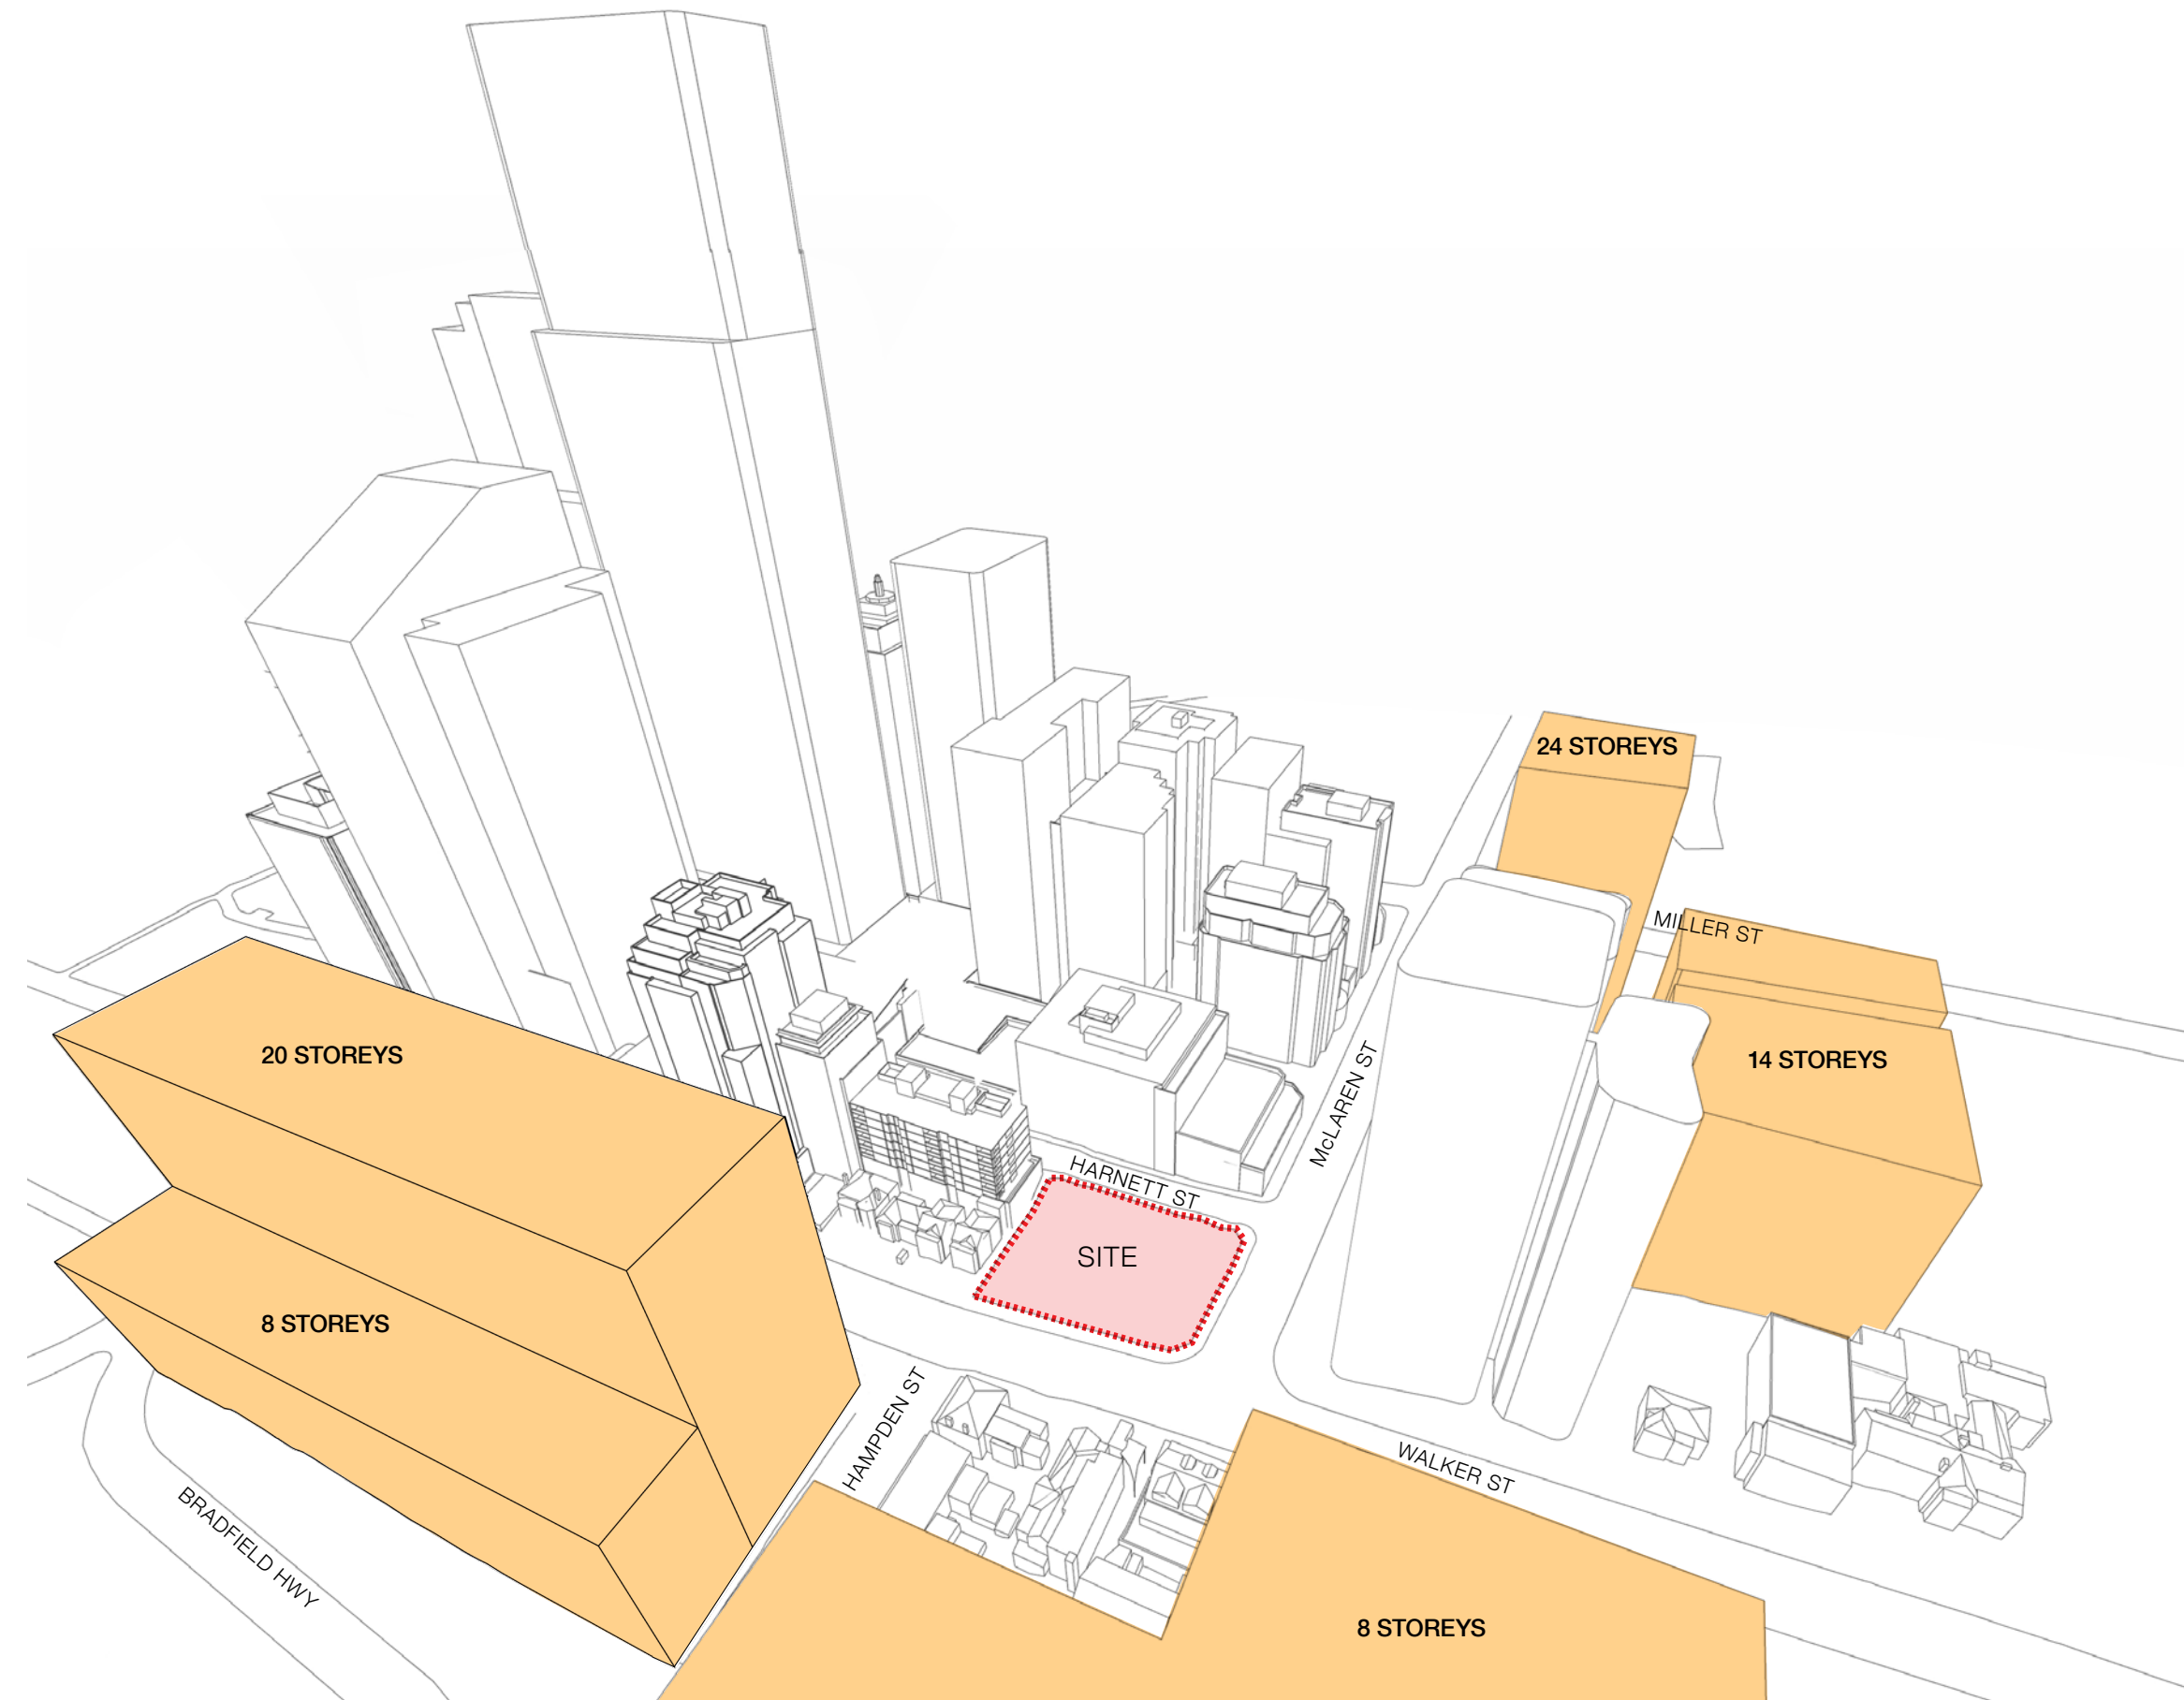 24 STOREYS
MILLER ST
20 STOREYS
14 STOREYS
McLAREN ST
HARNETT ST
SITE
8 STOREYS
HAMPDEN ST
WALKER ST
BRADFIELD HWY
8 STOREYS